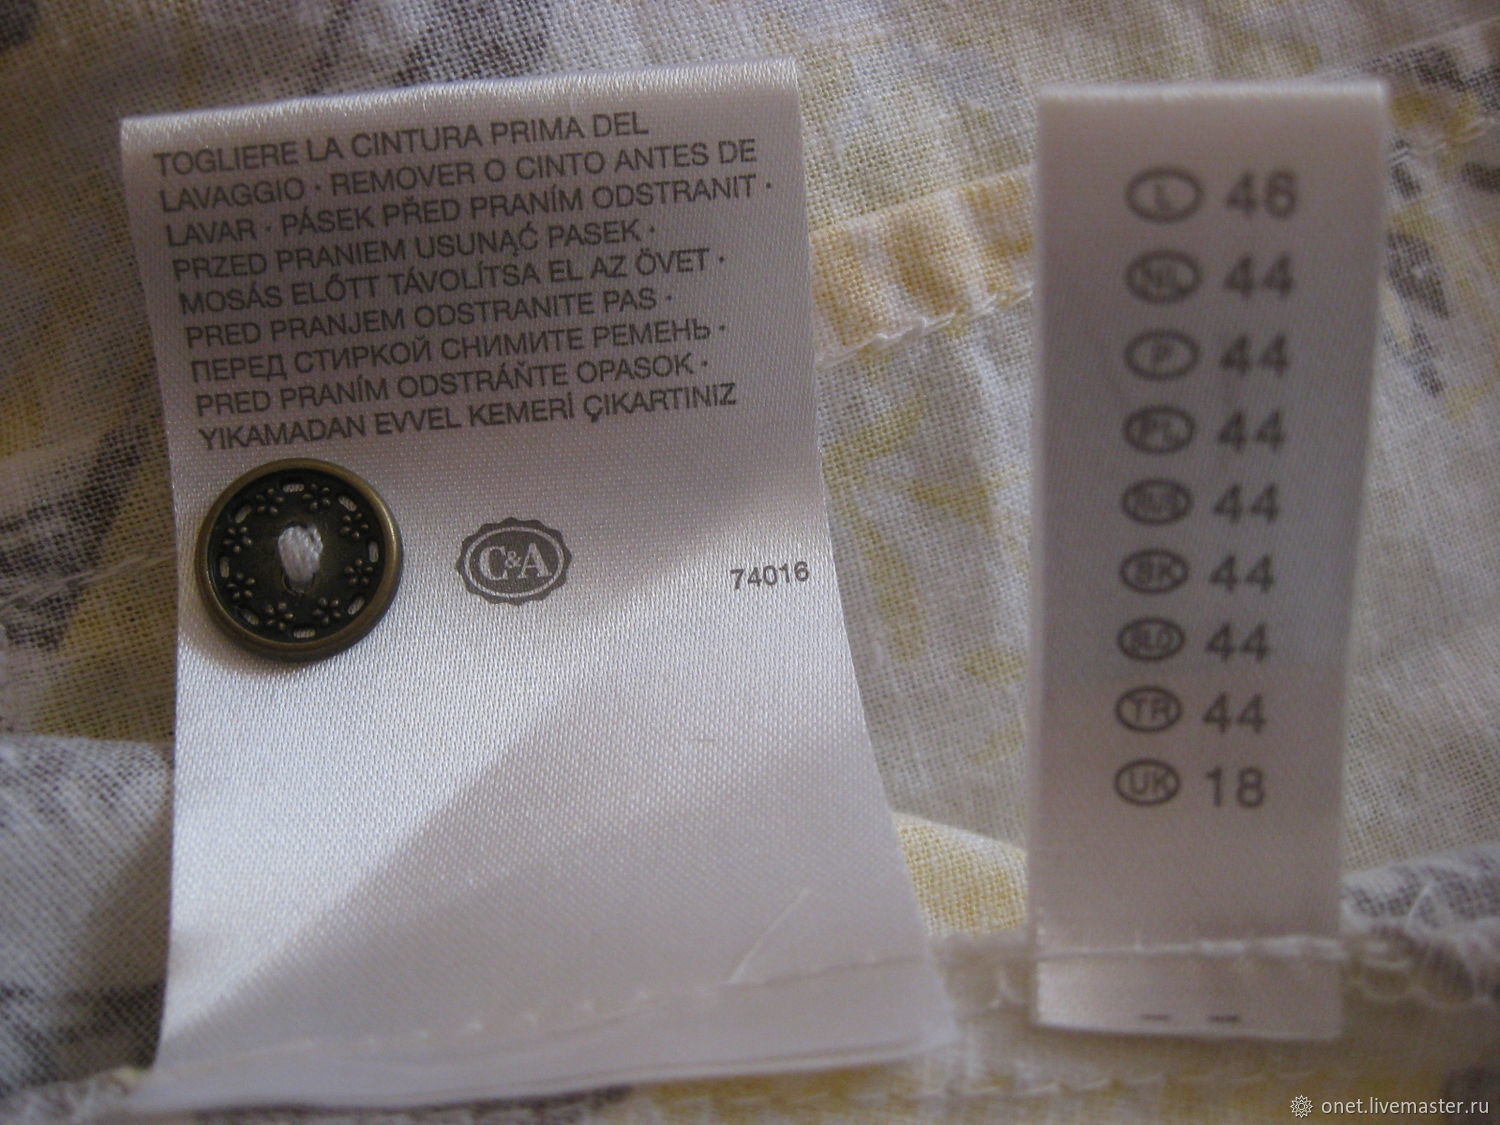 TOGLIERE LA CINTURA PRIMA DEL
LAVAGGIO · REMOVER O CINTO ANTES DE
LAVAR · PÁSEK PŘED PRANÍM ODSTRANIT ·
PRZED PRANIEM USUNĄĆ PASEK ·
MOSÁS ELŐTT TÁVOLÍTSA EL AZ ÖVET ·
PRED PRANJEM ODSTRANITE PAS ·
ПЕРЕД СТИРКОЙ СНИМИТЕ РЕМЕНЬ ·
PRED PRANÍM ODSTRÁŇTE OPASOK ·
YIKAMADAN EVVEL KEMERİ ÇIKARTINIZ
C&A
74016
L 46
NL 44
P 44
PL 44
RUS 44
SK 44
SLO 44
TR 44
UK 18
onet.livemaster.ru